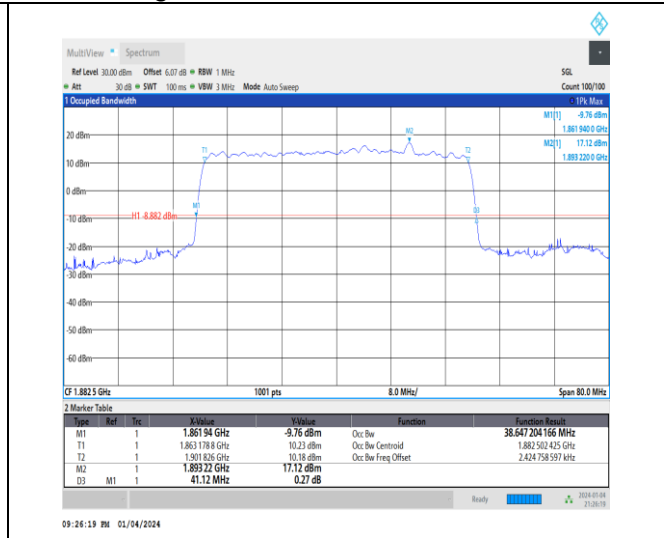 MultiView Spectrum
Ref Level 30.00 dBm Offset 6.07 dB RBW 1 MHz SGL
Att 30 dB SWT 100 ms VBW 3 MHz Mode Auto Sweep Count 100/100
1 Occupied Bandwidth 1Pk Max
M1[1] -9.76 dBm
1.861 940 0 GHz
M2[1] 17.12 dBm
1.893 220 0 GHz
20 dBm
M2
T1
T2
10 dBm
0 dBm
M1
D3
H1 -8.882 dBm
-10 dBm
-20 dBm
-30 dBm
-40 dBm
-50 dBm
-60 dBm
CF 1.882 5 GHz 1001 pts 8.0 MHz/ Span 80.0 MHz
2 Marker Table
Type Ref Trc X-Value Y-Value Function Function Result
M1 1 1.861 94 GHz -9.76 dBm Occ Bw 38.647 204 166 MHz
T1 1 1.863 178 8 GHz 10.23 dBm Occ Bw Centroid 1.882 502 425 GHz
T2 1 1.901 826 GHz 10.18 dBm Occ Bw Freq Offset 2.424 758 597 kHz
M2 1 1.893 22 GHz 17.12 dBm
D3 M1 1 41.12 MHz 0.27 dB
Ready 2024-01-04
21:26:19
09:26:19 PM 01/04/2024